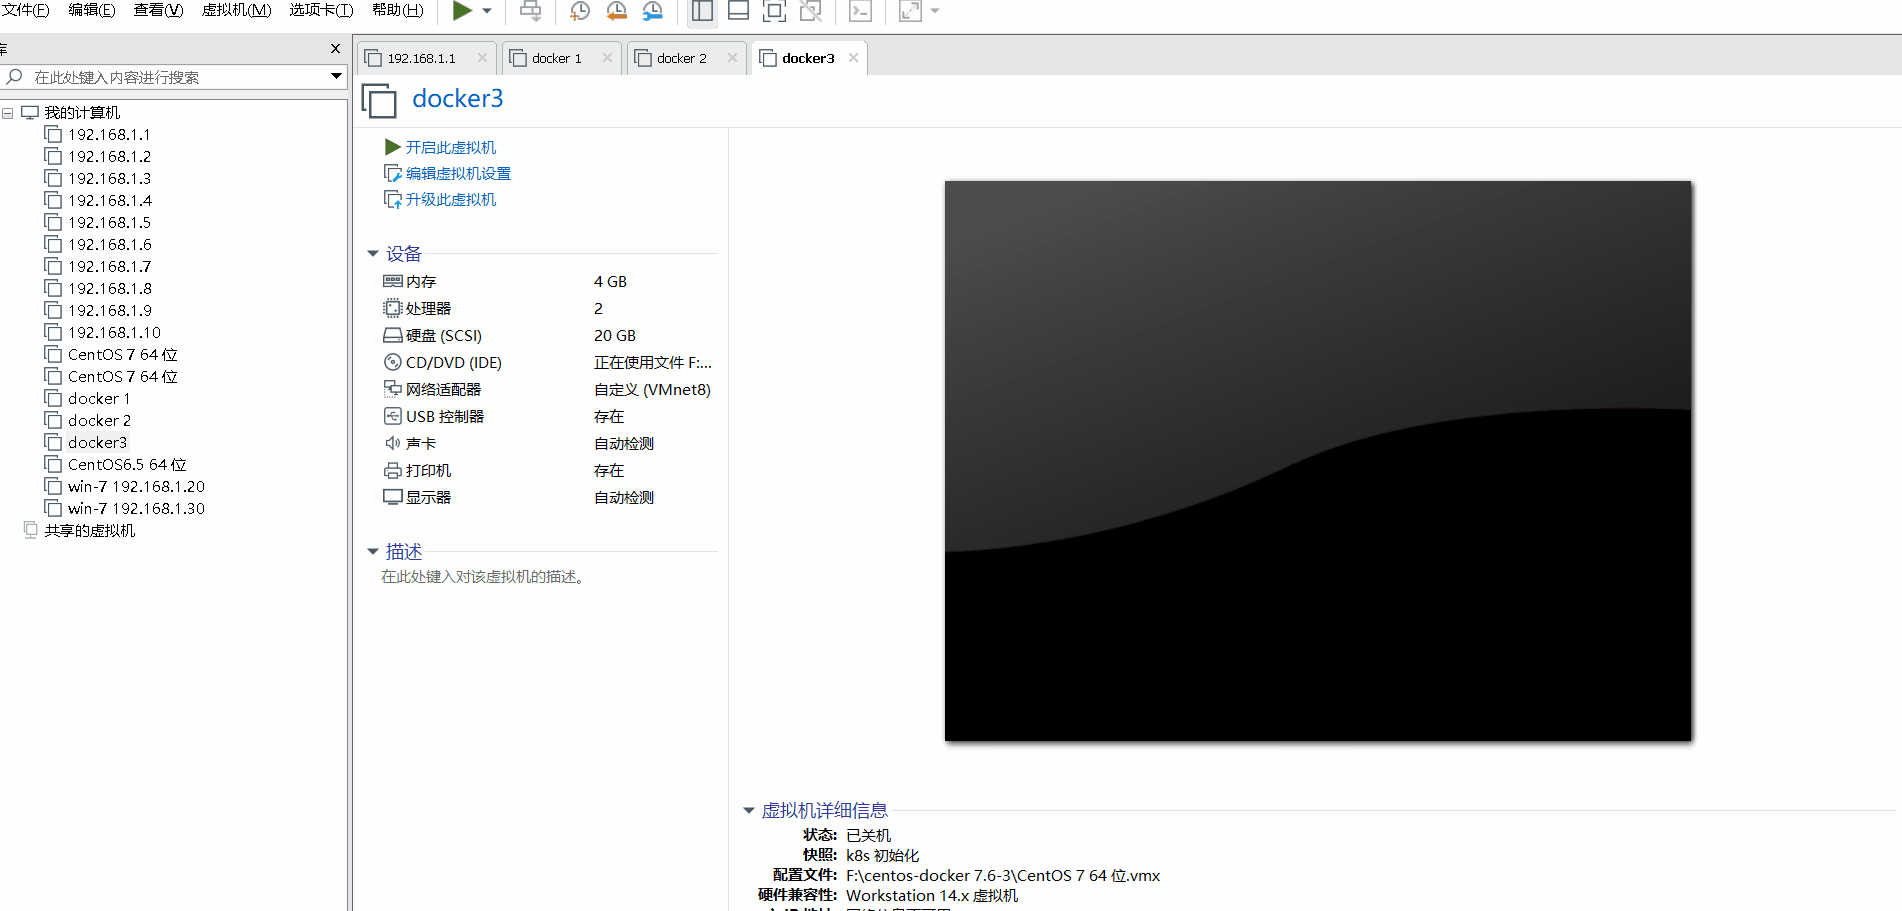 文件(F) 编辑(E) 查看(V) 虚拟机(M) 选项卡(T) 帮助(H)
库
在此处键入内容进行搜索
我的计算机
192.168.1.1
192.168.1.2
192.168.1.3
192.168.1.4
192.168.1.5
192.168.1.6
192.168.1.7
192.168.1.8
192.168.1.9
192.168.1.10
CentOS 7 64 位
CentOS 7 64 位
docker 1
docker 2
docker3
CentOS6.5 64 位
win-7 192.168.1.20
win-7 192.168.1.30
共享的虚拟机
192.168.1.1 docker 1 docker 2 docker3
docker3
开启此虚拟机
编辑虚拟机设置
升级此虚拟机
设备
内存 4 GB
处理器 2
硬盘 (SCSI) 20 GB
CD/DVD (IDE) 正在使用文件 F:...
网络适配器 自定义 (VMnet8)
USB 控制器 存在
声卡 自动检测
打印机 存在
显示器 自动检测
描述
在此处键入对该虚拟机的描述。
虚拟机详细信息
状态: 已关机
快照: k8s 初始化
配置文件: F:\centos-docker 7.6-3\CentOS 7 64 位.vmx
硬件兼容性: Workstation 14.x 虚拟机